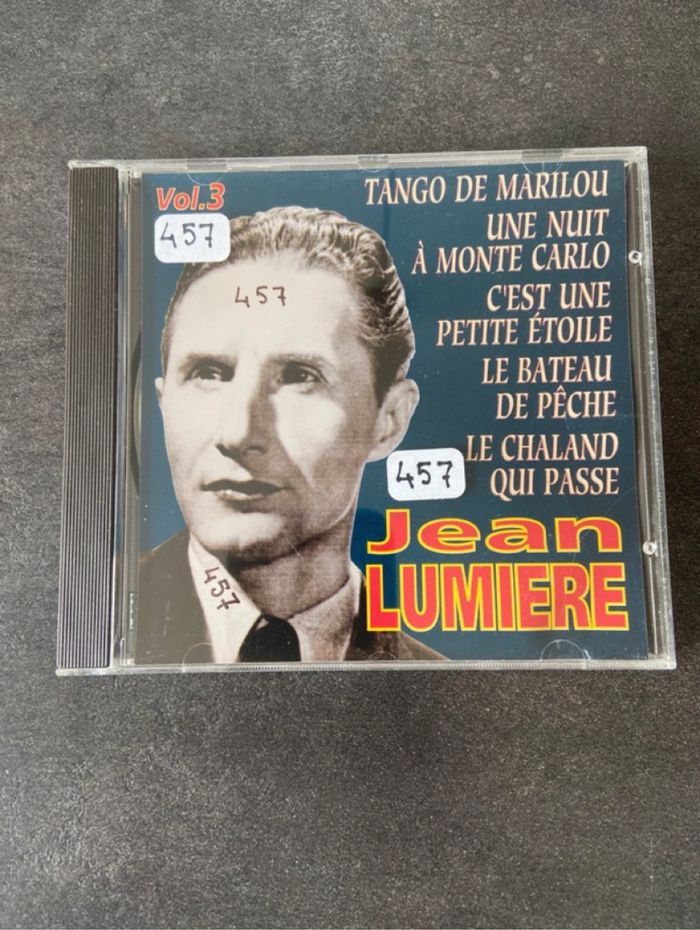 Vol.3
457
457
TANGO DE MARILOU
UNE NUIT
À MONTE CARLO
C'EST UNE
PETITE ÉTOILE
LE BATEAU
DE PÊCHE
LE CHALAND
QUI PASSE
457
Jean
LUMIERE
457